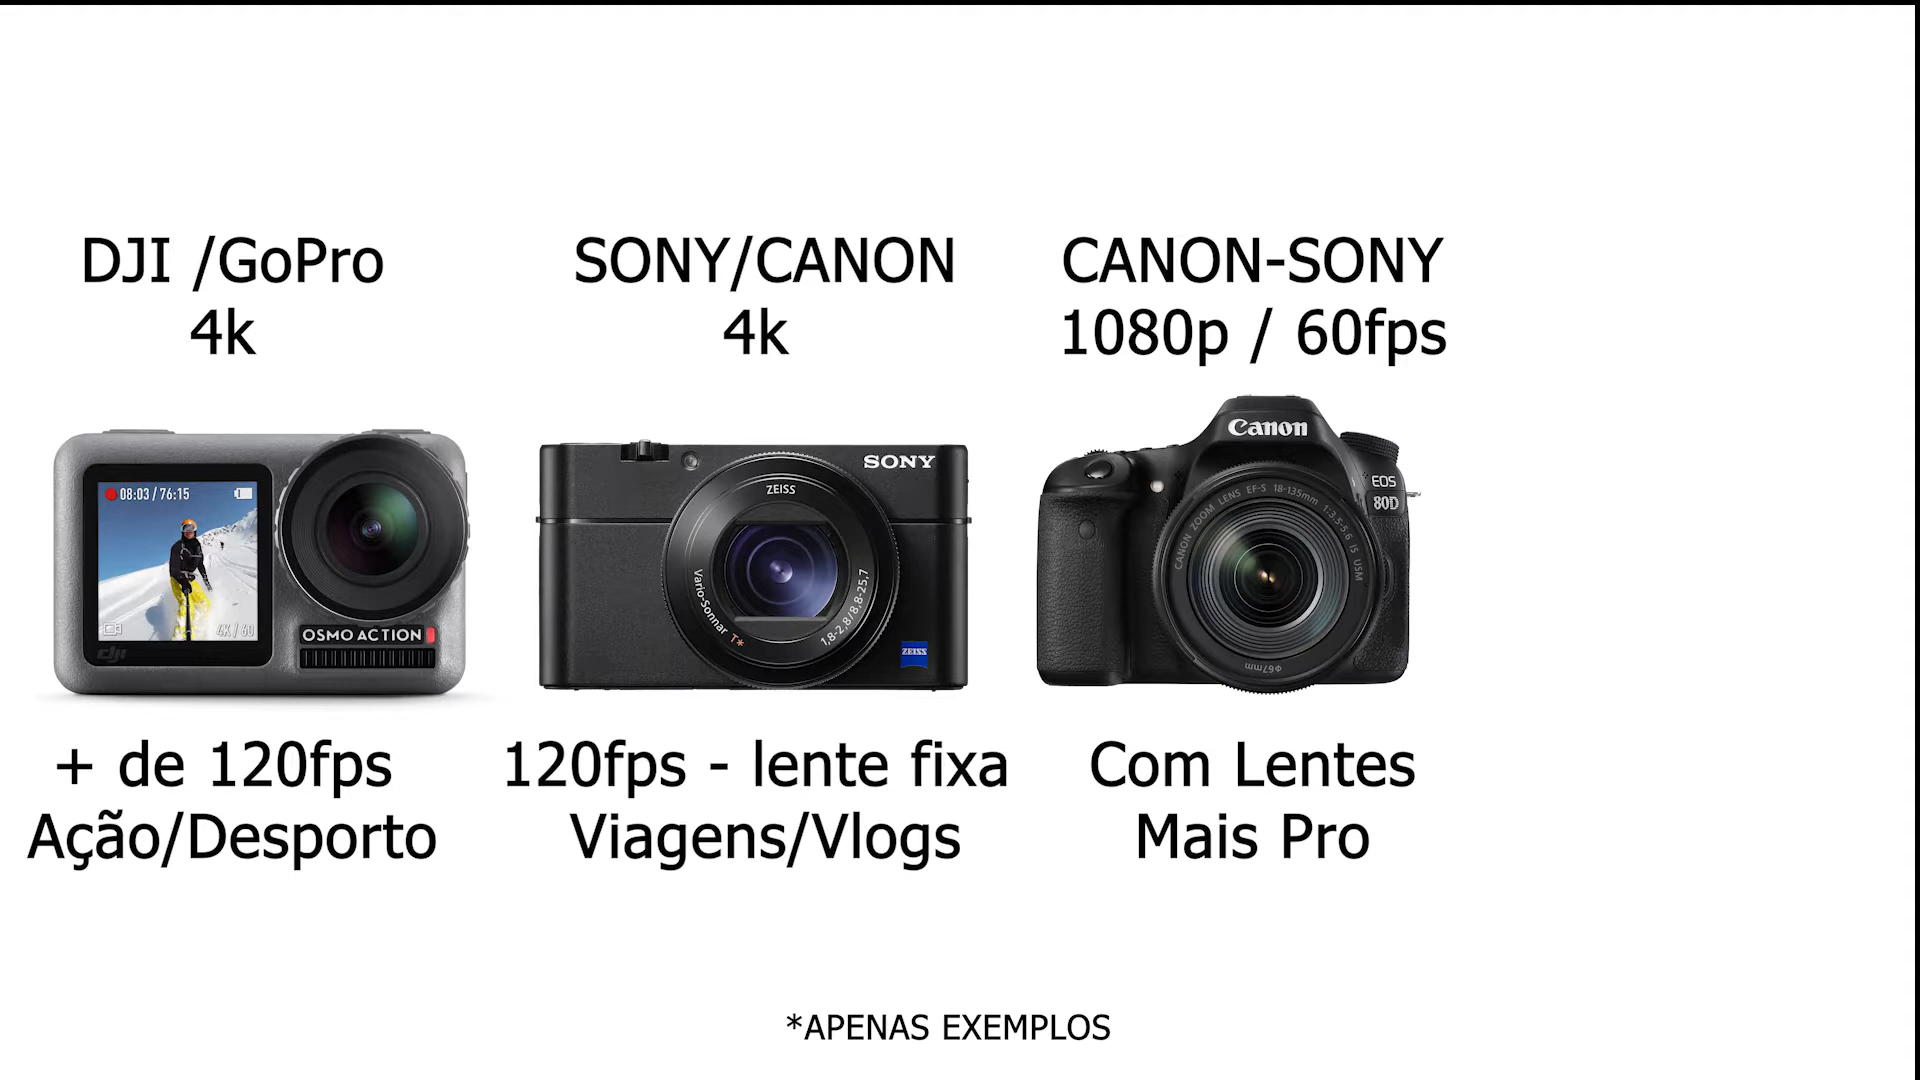 DJI /GoPro
4k
SONY/CANON
4k
CANON-SONY
1080p / 60fps
08:03 / 76:15
4K / 60
dji
OSMO ACTION
SONY
ZEISS
Vario-Sonnar T*
1,8-2,8/8,8-25,7
ZEISS
Canon
EOS
80D
CANON ZOOM LENS EF-S 18-135mm 1:3.5-5.6 IS USM
Φ67mm
+ de 120fps
Ação/Desporto
120fps - lente fixa
Viagens/Vlogs
Com Lentes
Mais Pro
*APENAS EXEMPLOS